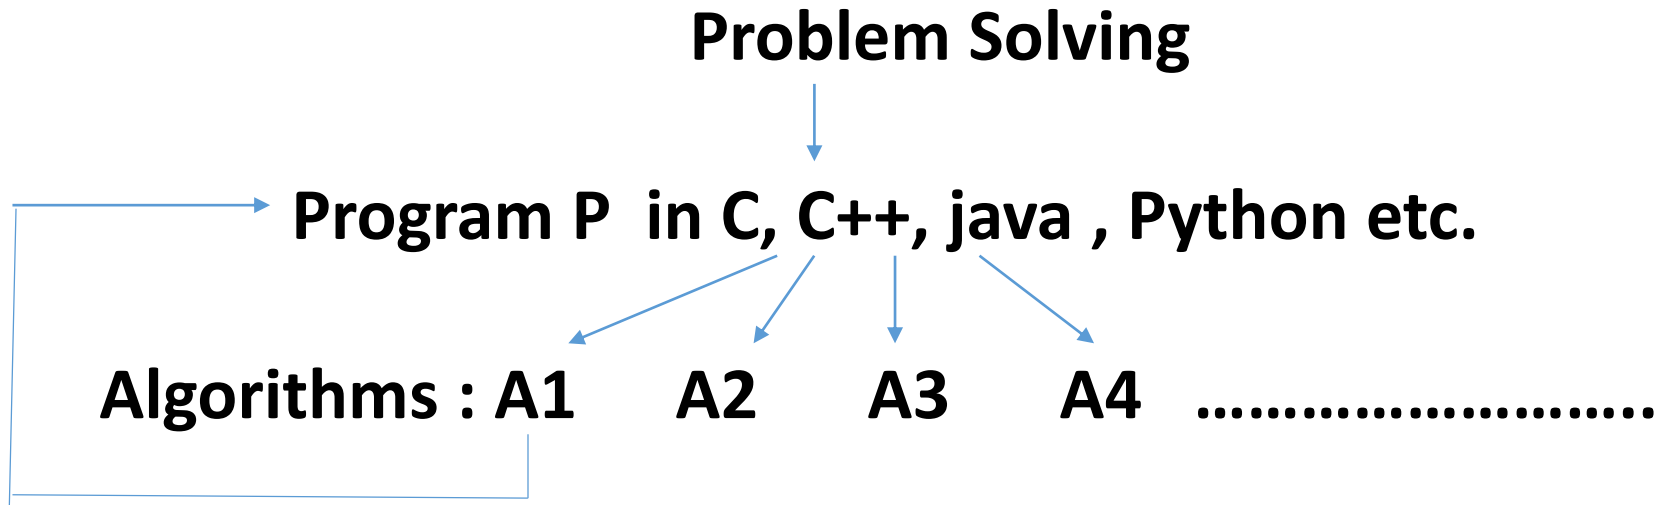 Problem Solving
Program P in C, C++, java , Python etc.
Algorithms : A1 A2 A3 A4 ..........................